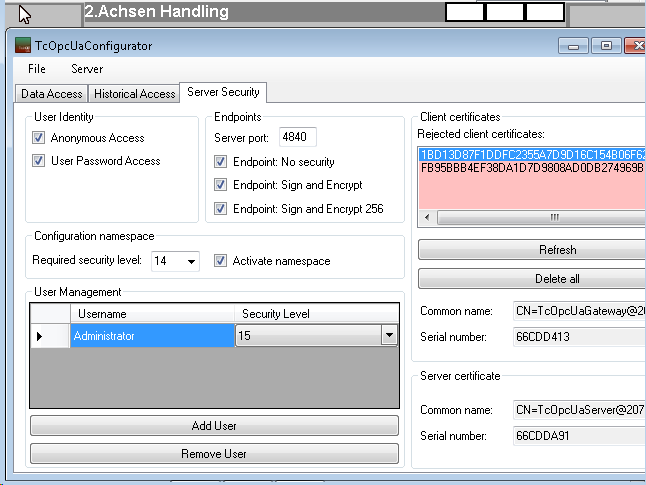 2.Achsen Handling
TcOpcUaConfigurator
File Server
Data Access Historical Access Server Security
User Identity
Anonymous Access
User Password Access
Endpoints
Server port: 4840
Endpoint: No security
Endpoint: Sign and Encrypt
Endpoint: Sign and Encrypt 256
Configuration namespace
Required security level: 14 Activate namespace
User Management
Username Security Level
Administrator 15
Add User
Remove User
Client certificates
Rejected client certificates:
1BD13D87F1DDFC2355A7D9D16C154B06F62
FB95BBB4EF38DA1D7D9808AD0DB274969B
Refresh
Delete all
Common name: CN=TcOpcUaGateway@20
Serial number: 66CDD413
Server certificate
Common name: CN=TcOpcUaServer@207
Serial number: 66CDDA91